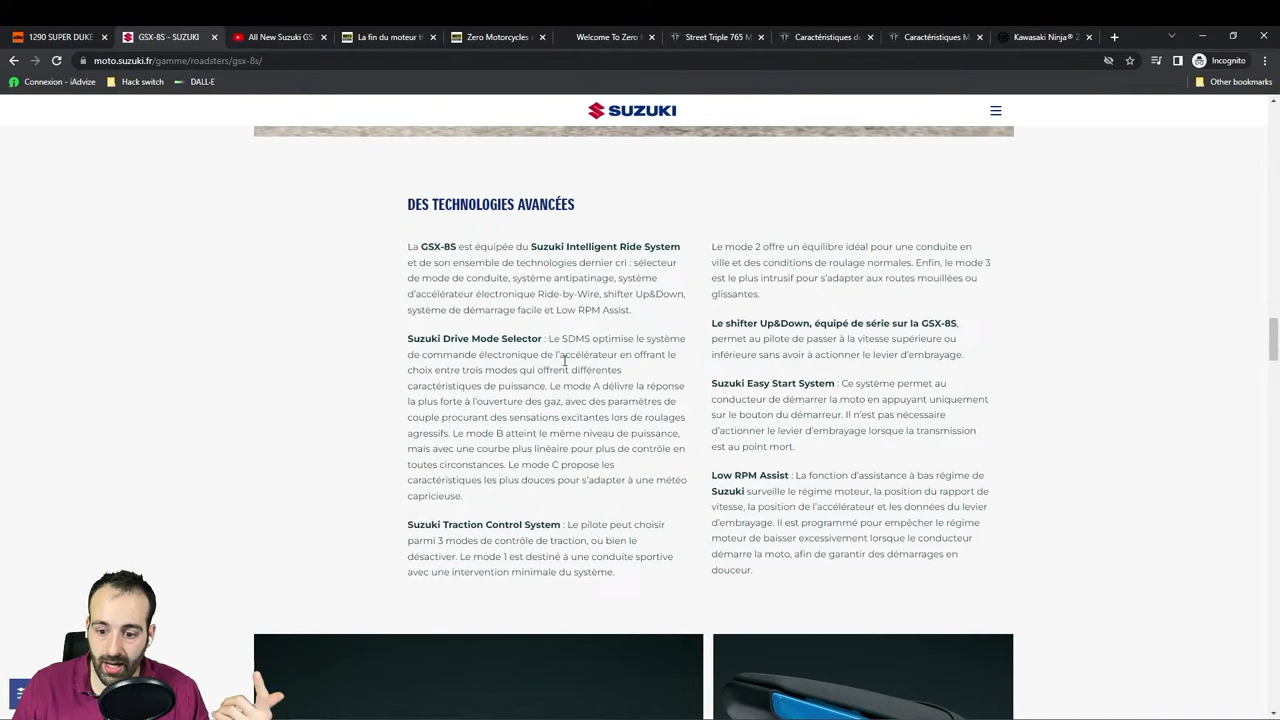 1290 SUPER DUKE
GSX-8S - SUZUKI
All New Suzuki GS
La fin du moteur th
Zero Motorcycles e
Welcome To Zero M
Street Triple 765 M
Caractéristiques du
Caractéristiques M
Kawasaki Ninja® Z
moto.suzuki.fr/gamme/roadsters/gsx-8s/
Incognito
Connexion - iAdvize
Hack switch
DALL-E
Other bookmarks
SUZUKI
DES TECHNOLOGIES AVANCÉES
La GSX-8S est équipée du Suzuki Intelligent Ride System
et de son ensemble de technologies dernier cri : sélecteur
de mode de conduite, système antipatinage, système
d'accélérateur électronique Ride-by-Wire, shifter Up&Down,
système de démarrage facile et Low RPM Assist.
Suzuki Drive Mode Selector : Le SDMS optimise le système
de commande électronique de l'accélérateur en offrant le
choix entre trois modes qui offrent différentes
caractéristiques de puissance. Le mode A délivre la réponse
la plus forte à l'ouverture des gaz, avec des paramètres de
couple procurant des sensations excitantes lors de roulages
agressifs. Le mode B atteint le même niveau de puissance,
mais avec une courbe plus linéaire pour plus de contrôle en
toutes circonstances. Le mode C propose les
caractéristiques les plus douces pour s'adapter à une météo
capricieuse.
Suzuki Traction Control System : Le pilote peut choisir
parmi 3 modes de contrôle de traction, ou bien le
désactiver. Le mode 1 est destiné à une conduite sportive
avec une intervention minimale du système.
Le mode 2 offre un équilibre idéal pour une conduite en
ville et des conditions de roulage normales. Enfin, le mode 3
est le plus intrusif pour s'adapter aux routes mouillées ou
glissantes.
Le shifter Up&Down, équipé de série sur la GSX-8S,
permet au pilote de passer à la vitesse supérieure ou
inférieure sans avoir à actionner le levier d'embrayage.
Suzuki Easy Start System : Ce système permet au
conducteur de démarrer la moto en appuyant uniquement
sur le bouton du démarreur. Il n'est pas nécessaire
d'actionner le levier d'embrayage lorsque la transmission
est au point mort.
Low RPM Assist : La fonction d'assistance à bas régime de
Suzuki surveille le régime moteur, la position du rapport de
vitesse, la position de l'accélérateur et les données du levier
d'embrayage. Il est programmé pour empêcher le régime
moteur de baisser excessivement lorsque le conducteur
démarre la moto, afin de garantir des démarrages en
douceur.